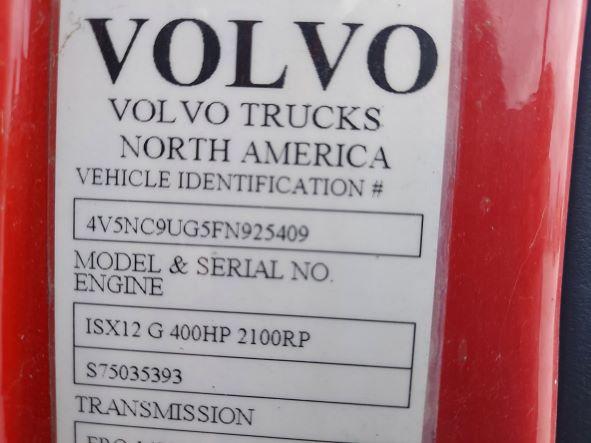 VOLVO
VOLVO TRUCKS
NORTH AMERICA
VEHICLE IDENTIFICATION #
4V5NC9UG5FN925409
MODEL & SERIAL NO.
ENGINE
ISX12 G 400HP 2100RP
S75035393
TRANSMISSION